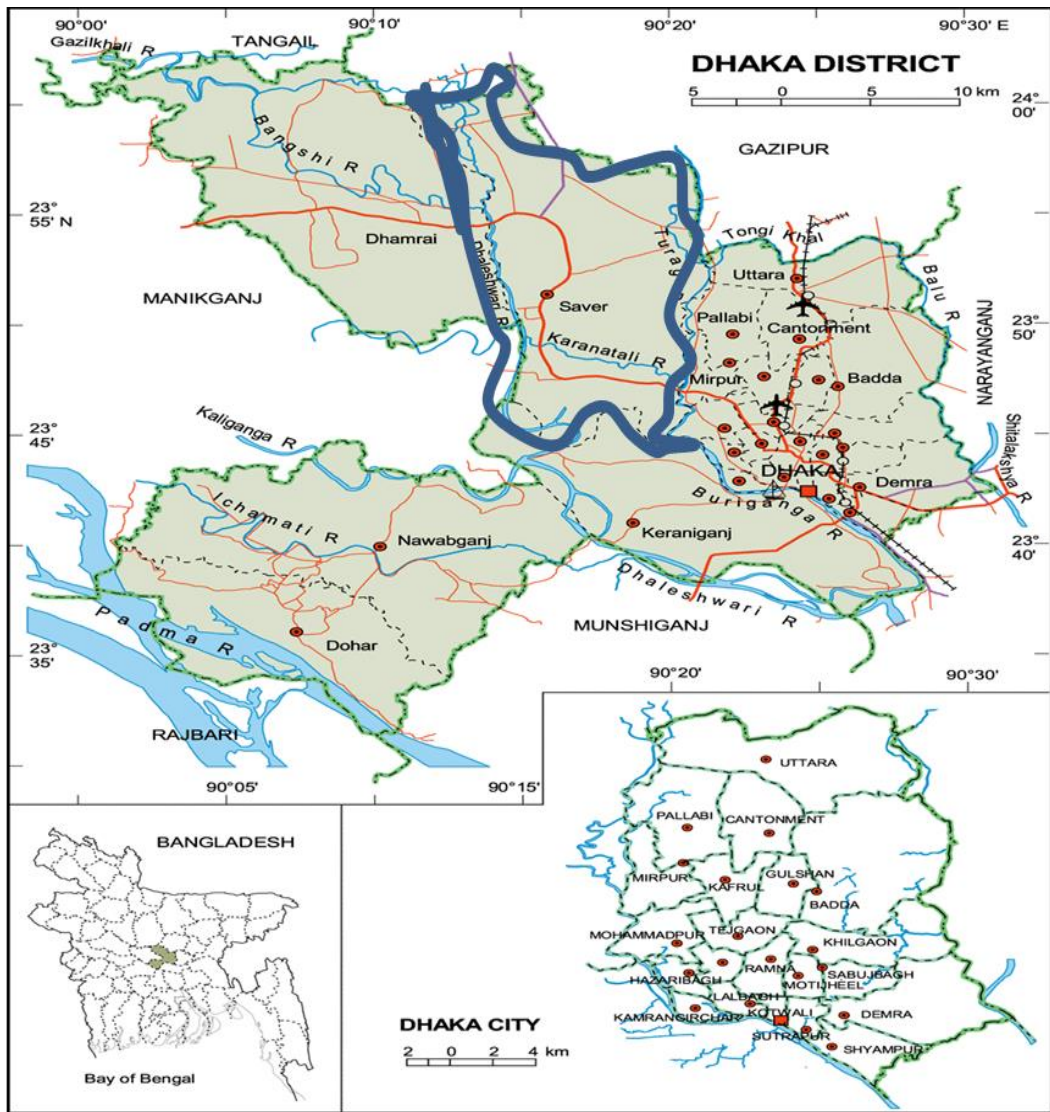 90°00' 90°10' 90°20' 90°30' E
Gazilkhali R
TANGAIL
DHAKA DISTRICT
5 0 5 10 km
24°
00'
GAZIPUR
Bangshi R
23°
55' N
Dhamrai
Dhaleshwari R
Turag
Tongi Khal
Uttara
Balu R
MANIKGANJ
Saver
Pallabi
Cantonment
23°
50'
Karanatali R
Mirpur
Badda
NARAYANGANJ
Kaliganga R
23°
45'
DHAKA
Shitalakshya R
Demra
Ichamati R
Nawabganj
Keraniganj
Buriganga R
23°
40'
Dhaleshwari R
MUNSHIGANJ
Padma R
Dohar
23°
35'
RAJBARI
90°20' 90°30'
90°05' 90°15'
BANGLADESH
Bay of Bengal
UTTARA
PALLABI
CANTONMENT
MIRPUR
KAFRUL
GULSHAN
BADDA
MOHAMMADPUR
TEJGAON
KHILGAON
HAZARIBAGH
RAMNA
SABUJBAGH
MOTIJHEEL
LALBAGH
KAMRANGIRCHAR
KOTWALI
DEMRA
SUTRAPUR
SHYAMPUR
DHAKA CITY
2 0 2 4 km